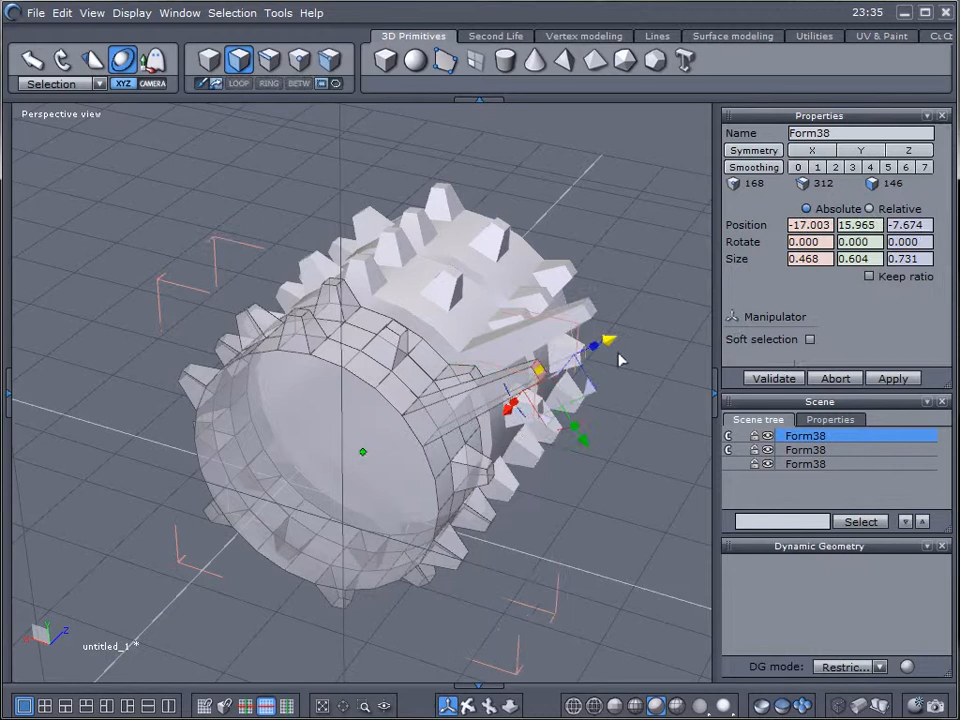 File Edit View Display Window Selection Tools Help 23:35
3D Primitives Second Life Vertex modeling Lines Surface modeling Utilities UV & Paint
Selection XYZ CAMERA LOOP RING BETW
Perspective view
Properties
Name Form38
Symmetry X Y Z
Smoothing 0 1 2 3 4 5 6 7
168 312 146
Absolute Relative
Position -17.003 15.965 -7.674
Rotate 0.000 0.000 0.000
Size 0.468 0.604 0.731
Keep ratio
Manipulator
Soft selection
Validate Abort Apply
Scene
Scene tree Properties
Form38
Form38
Form38
Select
Dynamic Geometry
DG mode: Restric...
untitled_1 *